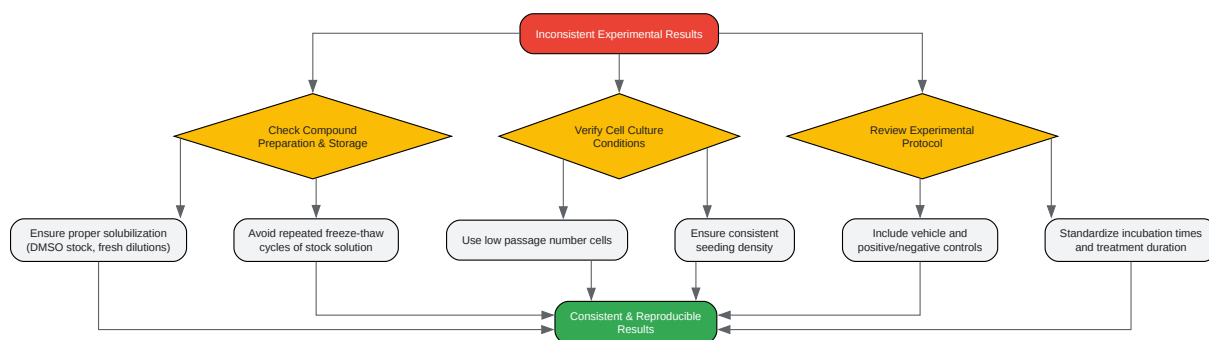 Inconsistent Experimental Results
Check Compound
Preparation & Storage
Verify Cell Culture
Conditions
Review Experimental
Protocol
Ensure proper solubilization
(DMSO stock, fresh dilutions)
Avoid repeated freeze-thaw
cycles of stock solution
Use low passage number cells
Ensure consistent
seeding density
Include vehicle and
positive/negative controls
Standardize incubation times
and treatment duration
Consistent & Reproducible
Results